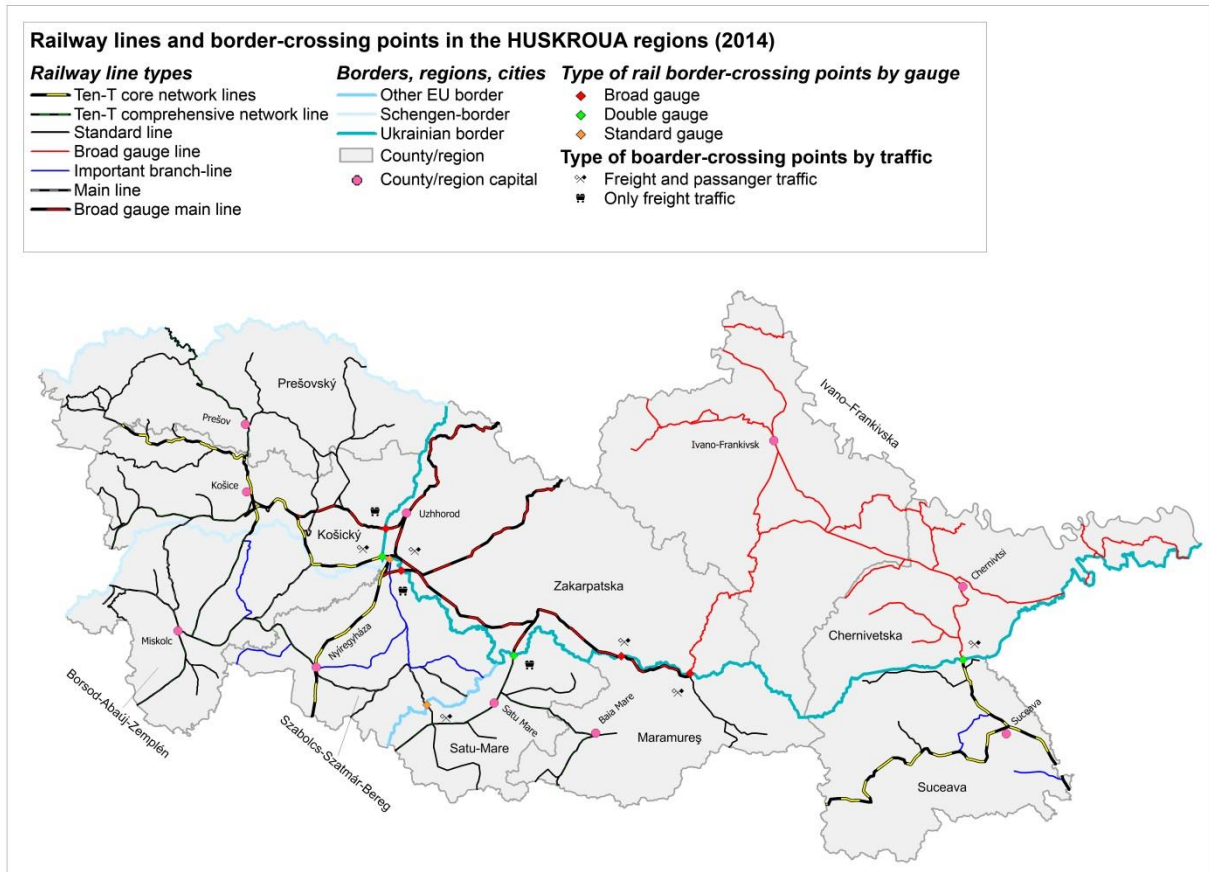 Railway lines and border-crossing points in the HUSKROUA regions (2014)
Railway line types
Ten-T core network lines
Ten-T comprehensive network line
Standard line
Broad gauge line
Important branch-line
Main line
Broad gauge main line
Borders, regions, cities
Other EU border
Schengen-border
Ukrainian border
County/region
County/region capital
Type of rail border-crossing points by gauge
Broad gauge
Double gauge
Standard gauge
Type of boarder-crossing points by traffic
Freight and passanger traffic
Only freight traffic
Prešovský
Prešov
Ivano–Frankivska
Ivano-Frankivsk
Košice
Uzhhorod
Košický
Zakarpatska
Chernivtsi
Chernivetska
Miskolc
Nyíregyháza
Borsod-Abaúj-Zemplén
Szabolcs-Szatmár-Bereg
Satu Mare
Satu-Mare
Baia Mare
Maramureş
Suceava
Suceava